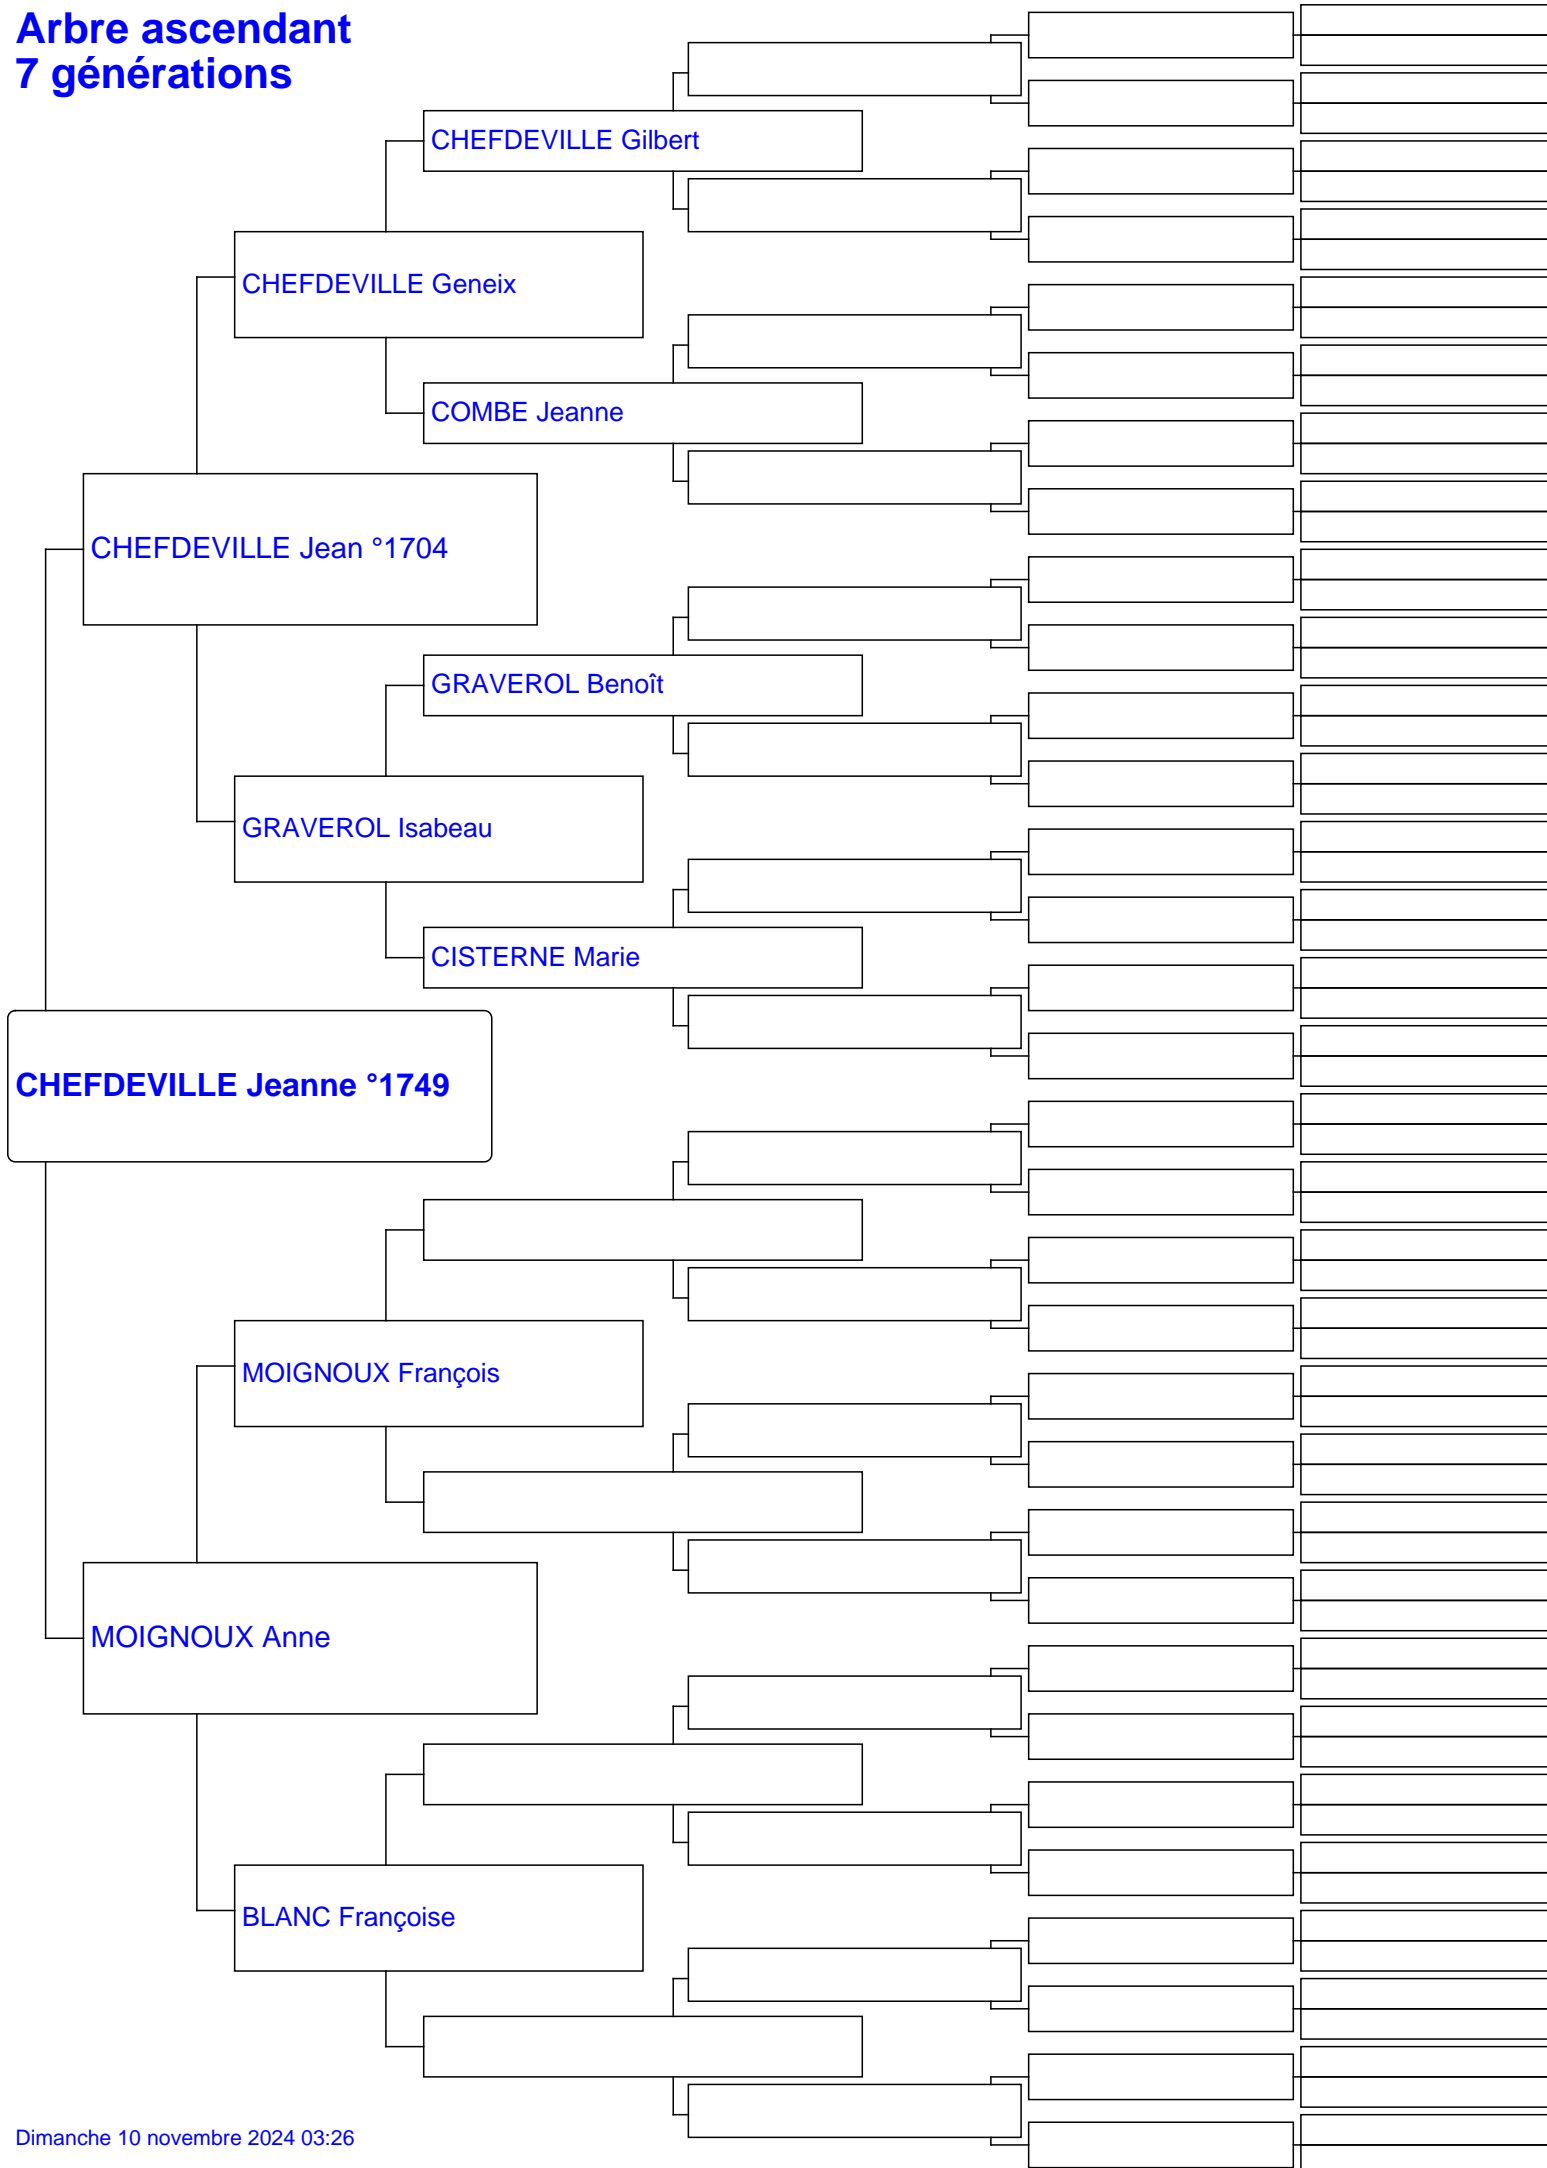 Arbre ascendant
7 générations
CHEFDEVILLE Gilbert
CHEFDEVILLE Geneix
COMBE Jeanne
CHEFDEVILLE Jean °1704
GRAVEROL Benoît
GRAVEROL Isabeau
CISTERNE Marie
CHEFDEVILLE Jeanne °1749
MOIGNOUX François
MOIGNOUX Anne
BLANC Françoise
Dimanche 10 novembre 2024 03:26